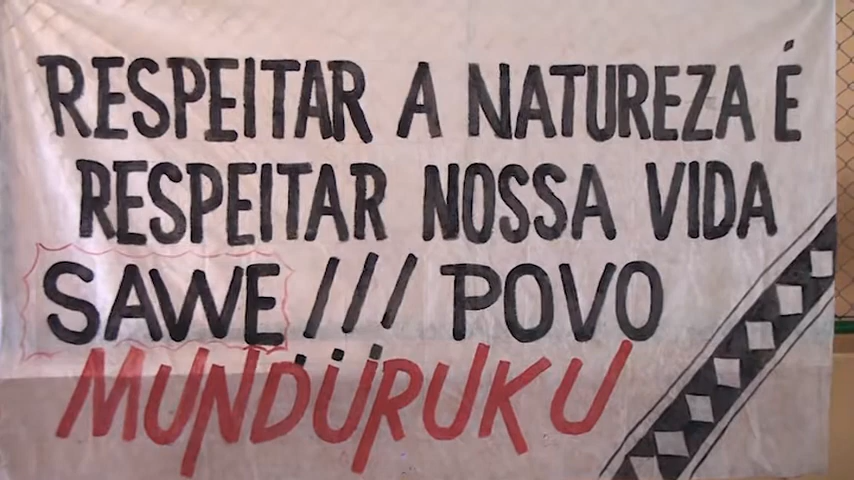 RESPEITAR A NATUREZA É
RESPEITAR NOSSA VIDA
SAWE!!! POVO
MUNDURUKU